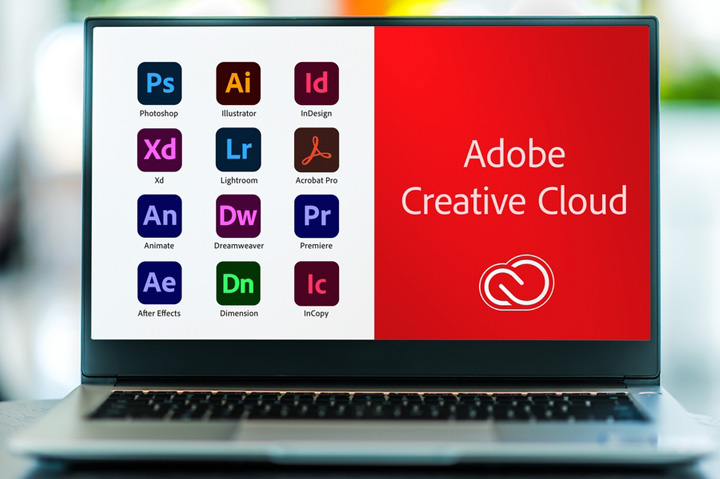 Ps Ai Id
Photoshop Illustrator InDesign
Xd Lr
Xd Lightroom Acrobat Pro
An Dw Pr
Animate Dreamweaver Premiere
Ae Dn Ic
After Effects Dimension InCopy
Adobe
Creative Cloud